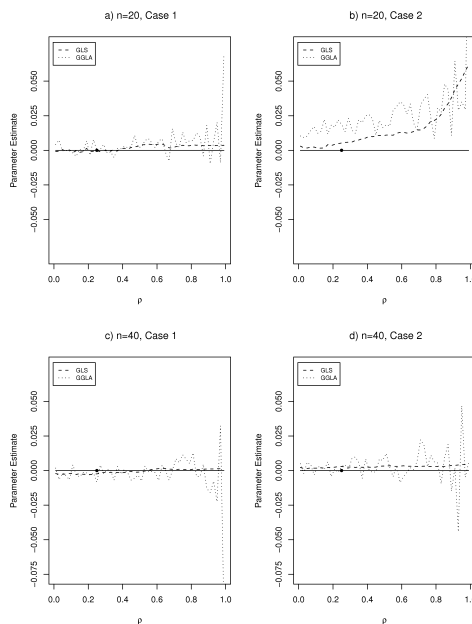 a) n=20, Case 1
GLS
GGLA
Parameter Estimate
0.050
0.025
0.000
−0.025
−0.050
0.0 0.2 0.4 0.6 0.8 1.0
ρ
b) n=20, Case 2
GLS
GGLA
Parameter Estimate
0.050
0.025
0.000
−0.025
−0.050
0.0 0.2 0.4 0.6 0.8 1.0
ρ
c) n=40, Case 1
GLS
GGLA
Parameter Estimate
0.050
0.025
0.000
−0.025
−0.050
−0.075
0.0 0.2 0.4 0.6 0.8 1.0
ρ
d) n=40, Case 2
GLS
GGLA
Parameter Estimate
0.050
0.025
0.000
−0.025
−0.050
−0.075
0.0 0.2 0.4 0.6 0.8 1.0
ρ